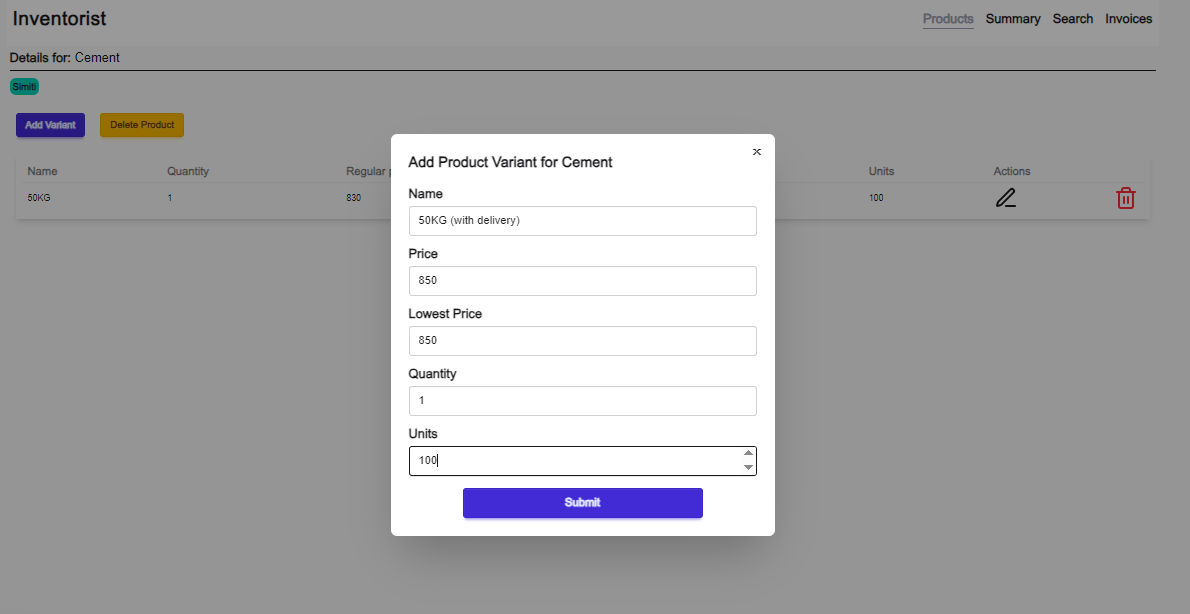 Inventorist
Products Summary Search Invoices
Details for: Cement
Simiti
Add Variant Delete Product
Name Quantity Regular Units Actions
50KG 1 830 100
×
Add Product Variant for Cement
Name
50KG (with delivery)
Price
850
Lowest Price
850
Quantity
1
Units
100
Submit